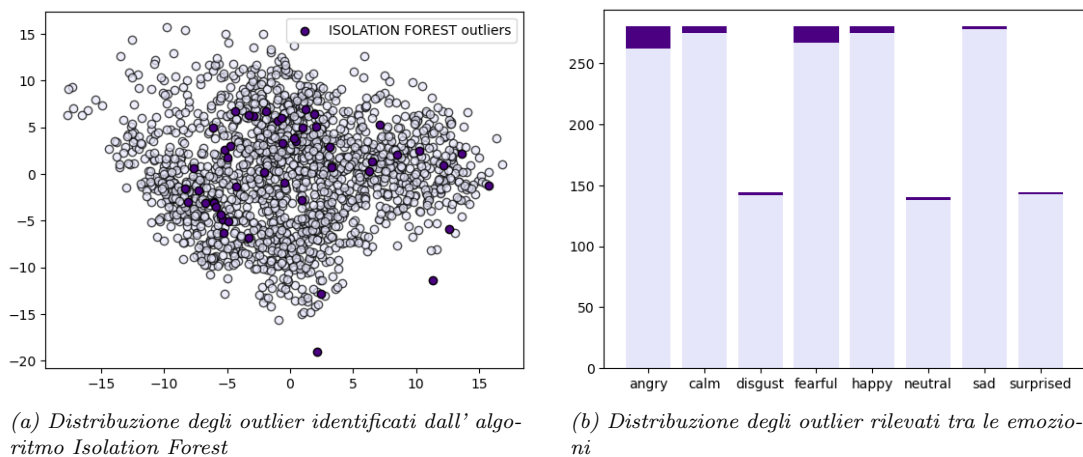 ISOLATION FOREST outliers
15
10
5
0
−5
−10
−15
−20
−15
−10
−5
0
5
10
15
(a) Distribuzione degli outlier identificati dall' algo-
ritmo Isolation Forest
250
200
150
100
50
0
angry
calm
disgust
fearful
happy
neutral
sad
surprised
(b) Distribuzione degli outlier rilevati tra le emozio-
ni